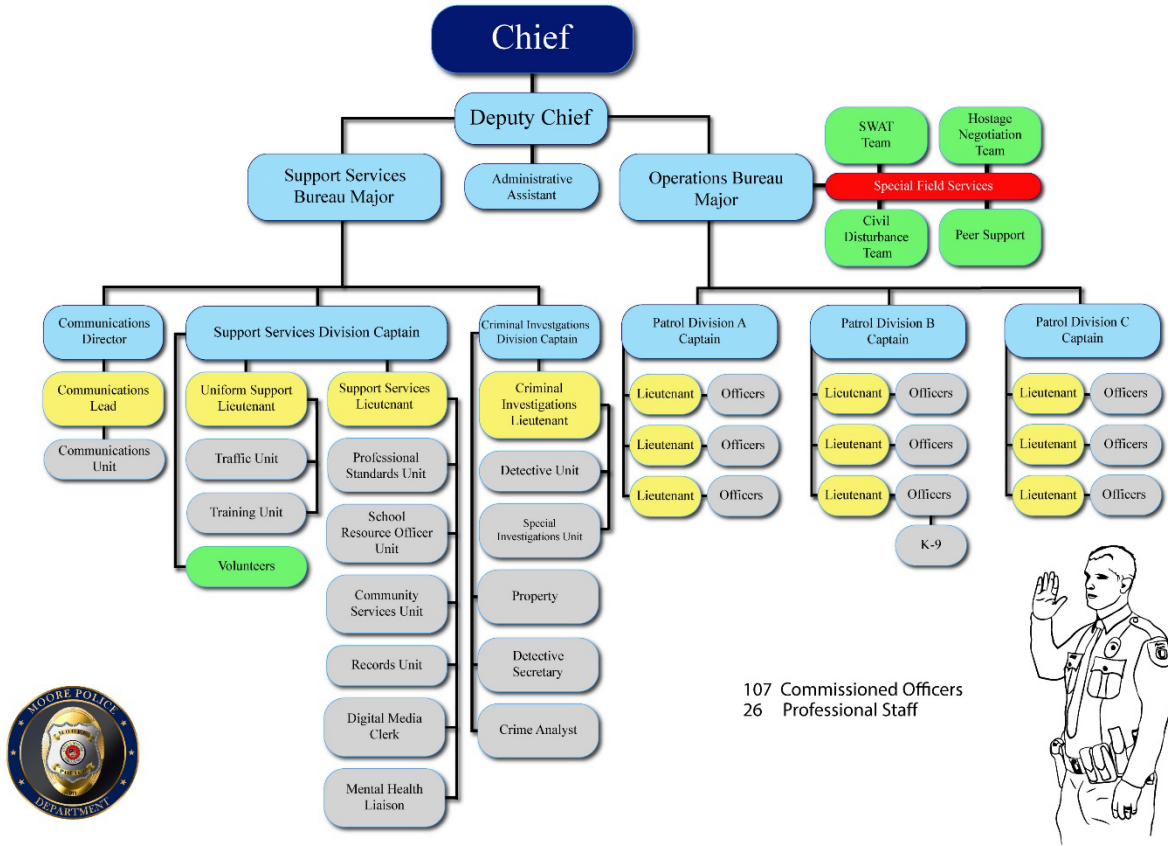 Chief
Deputy Chief
SWAT
Team
Hostage
Negotiation
Team
Support Services
Bureau Major
Administrative
Assistant
Operations Bureau
Major
Special Field Services
Civil
Disturbance
Team
Peer Support
Communications
Director
Support Services Division Captain
Criminal Investgations
Division Captain
Patrol Division A
Captain
Patrol Division B
Captain
Patrol Division C
Captain
Communications
Lead
Uniform Support
Lieutenant
Support Services
Lieutenant
Criminal
Investigations
Lieutenant
Lieutenant
Officers
Lieutenant
Officers
Lieutenant
Officers
Communications
Unit
Traffic Unit
Professional
Standards Unit
Detective Unit
Lieutenant
Officers
Lieutenant
Officers
Lieutenant
Officers
Training Unit
School
Resource Officer
Unit
Special
Investigations Unit
Lieutenant
Officers
Lieutenant
Officers
Lieutenant
Officers
K-9
Volunteers
Community
Services Unit
Property
Records Unit
Detective
Secretary
Digital Media
Clerk
Crime Analyst
Mental Health
Liaison
107 Commissioned Officers
26 Professional Staff
MOORE POLICE
DEPARTMENT